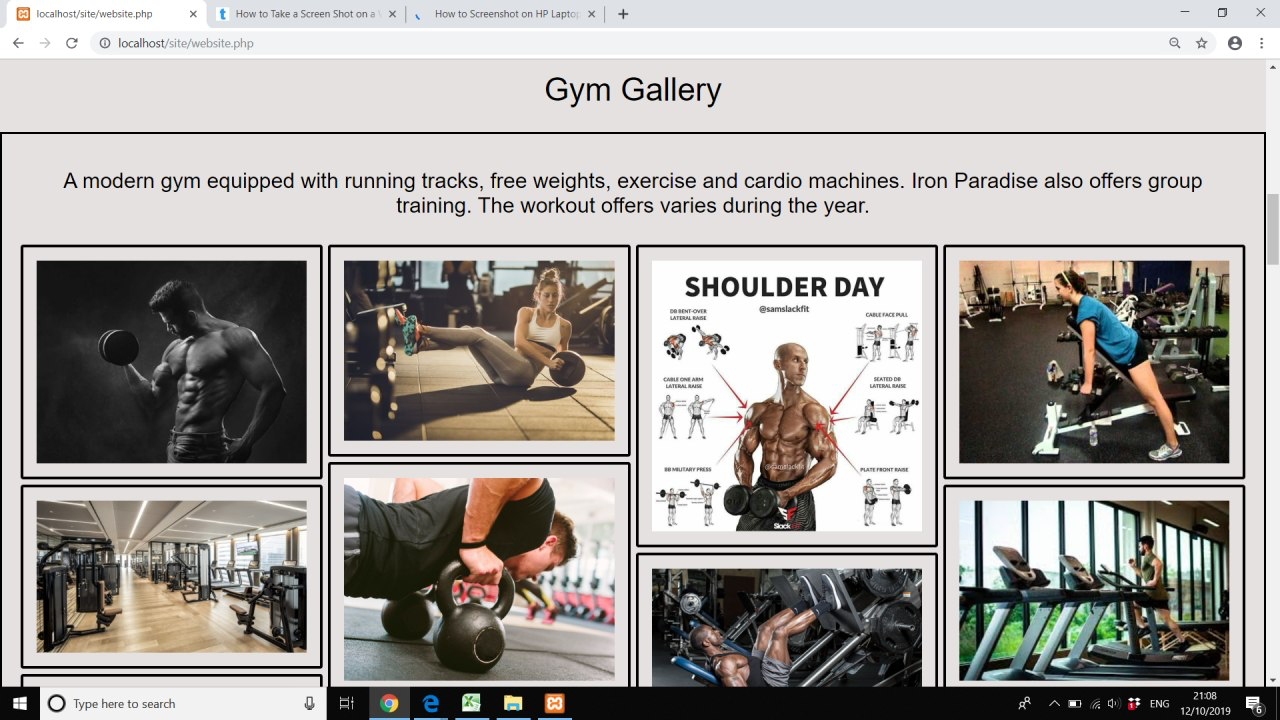 localhost/site/website.php
How to Take a Screen Shot on a
How to Screenshot on HP Laptop
localhost/site/website.php
Gym Gallery
A modern gym equipped with running tracks, free weights, exercise and cardio machines. Iron Paradise also offers group
training. The workout offers varies during the year.
SHOULDER DAY
@samslackfit
DB BENT-OVER
LATERAL RAISE
CABLE FACE PULL
CABLE ONE ARM
LATERAL RAISE
SEATED DB
LATERAL RAISE
@samslackfit
BB MILITARY PRESS
PLATE FRONT RAISE
Slack
Type here to search
ENG
21:08
12/10/2019
6